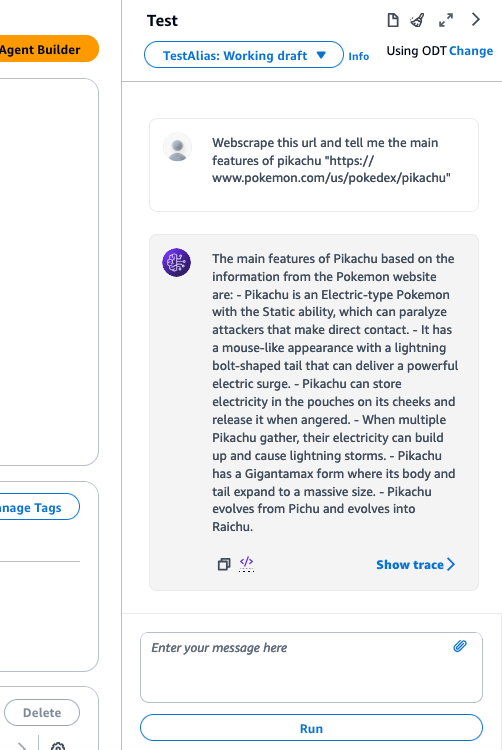 Test
Agent Builder
TestAlias: Working draft
Info
Using ODT Change
Webscrape this url and tell me the main
features of pikachu "https://
www.pokemon.com/us/pokedex/pikachu"
The main features of Pikachu based on the
information from the Pokemon website
are: - Pikachu is an Electric-type Pokemon
with the Static ability, which can paralyze
attackers that make direct contact. - It has
a mouse-like appearance with a lightning
bolt-shaped tail that can deliver a powerful
electric surge. - Pikachu can store
electricity in the pouches on its cheeks and
release it when angered. - When multiple
Pikachu gather, their electricity can build
up and cause lightning storms. - Pikachu
has a Gigantamax form where its body and
tail expand to a massive size. - Pikachu
evolves from Pichu and evolves into
Raichu.
</>
Show trace
nage Tags
Enter your message here
Delete
Run